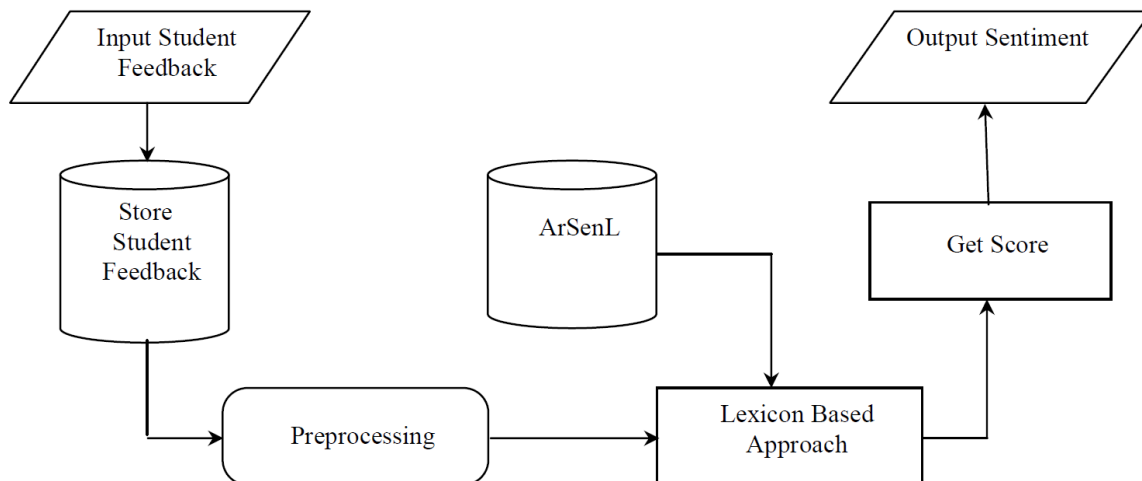 Input Student
Feedback
Store
Student
Feedback
Preprocessing
ArSenL
Lexicon Based
Approach
Get Score
Output Sentiment